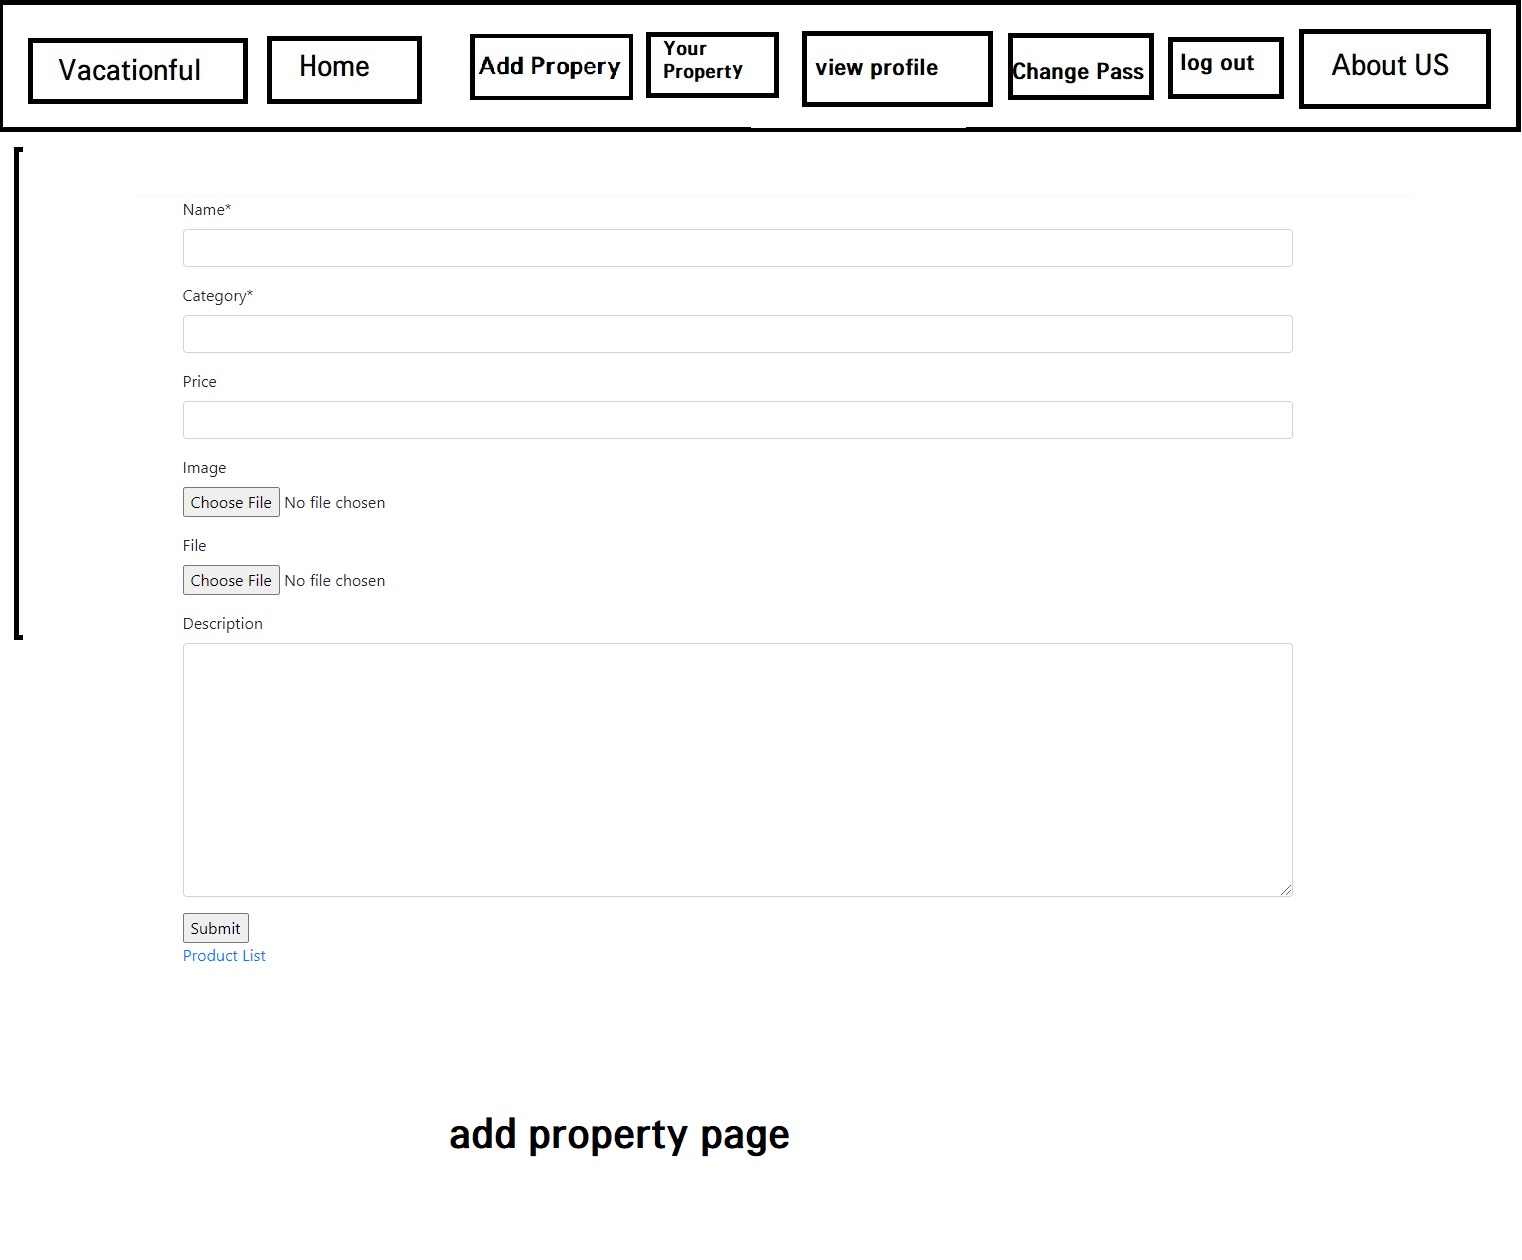 Vacationful
Home
Add Propery
Your
Property
view profile
Change Pass
log out
About US
Name*
Category*
Price
Image
Choose File No file chosen
File
Choose File No file chosen
Description
Submit
Product List
add property page